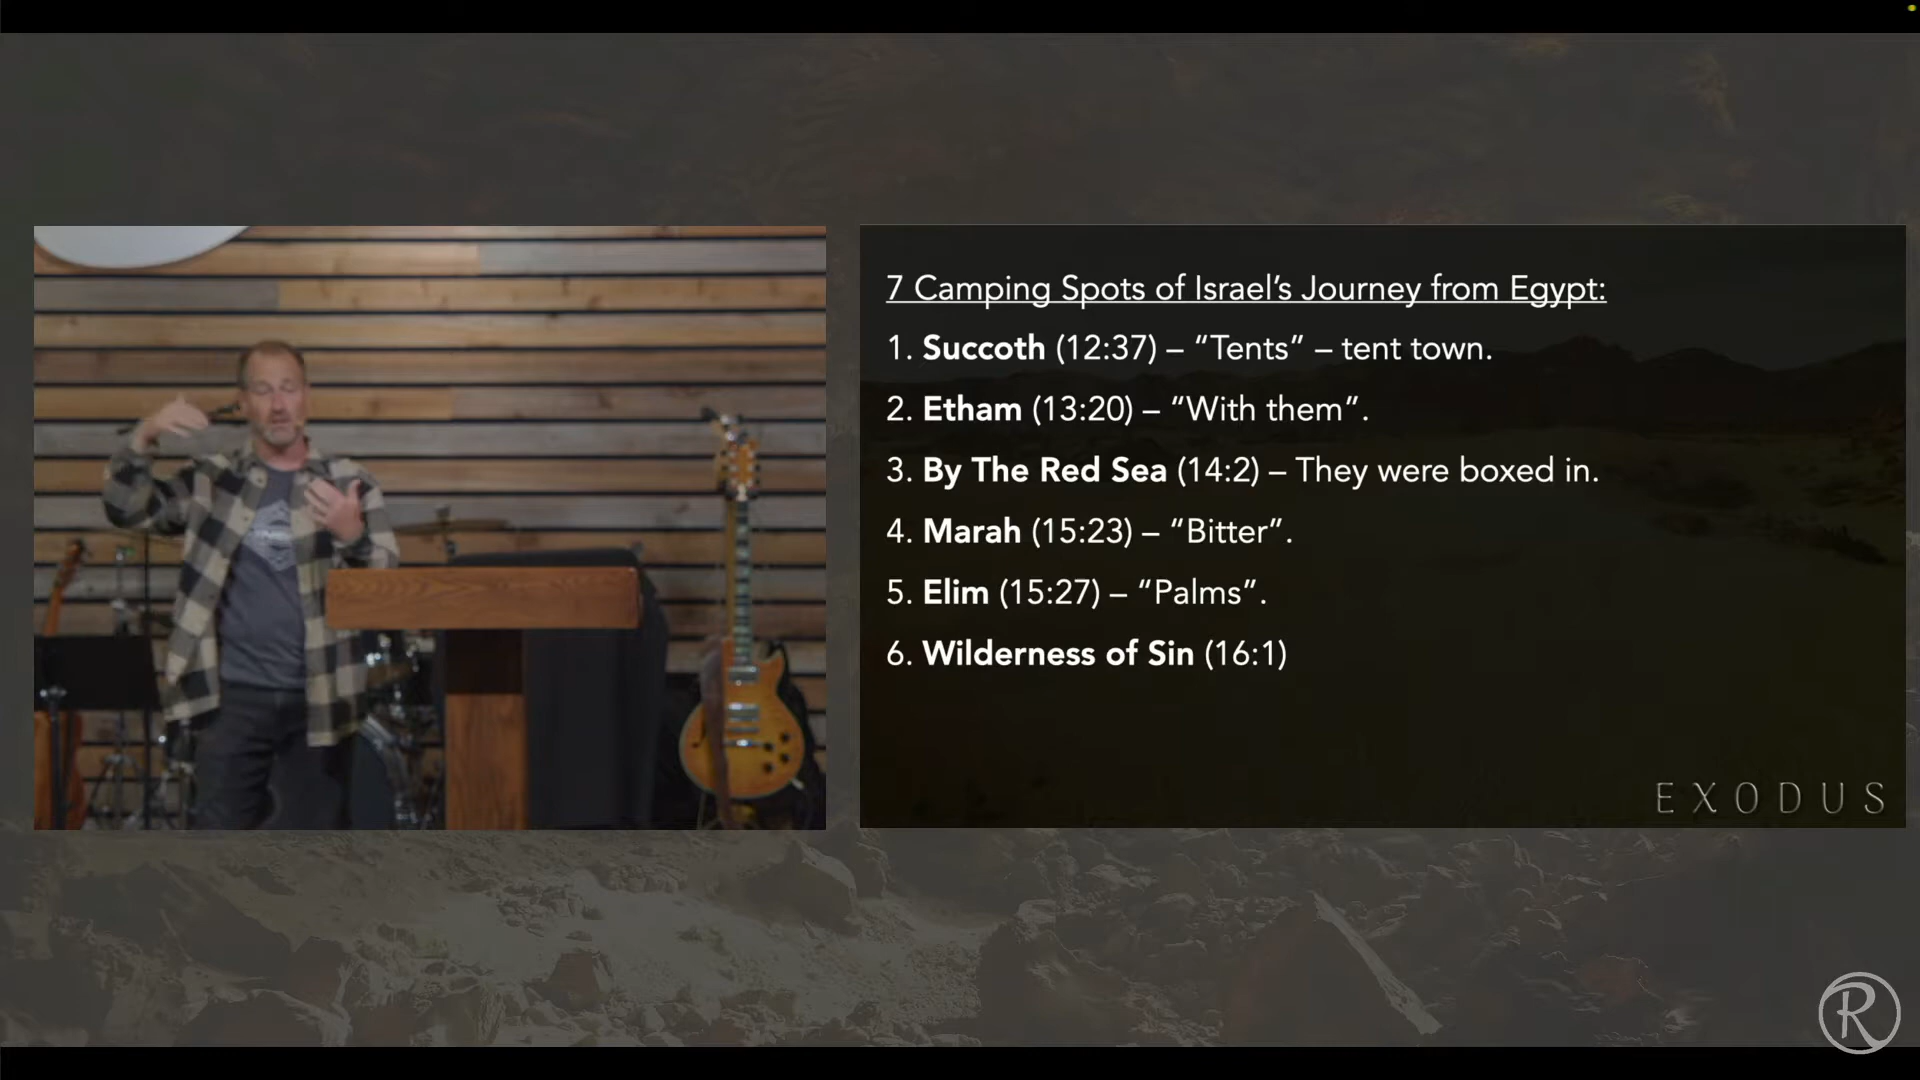 7 Camping Spots of Israel’s Journey from Egypt:
1. Succoth (12:37) – “Tents” – tent town.
2. Etham (13:20) – “With them”.
3. By The Red Sea (14:2) – They were boxed in.
4. Marah (15:23) – “Bitter”.
5. Elim (15:27) – “Palms”.
6. Wilderness of Sin (16:1)
EXODUS
R